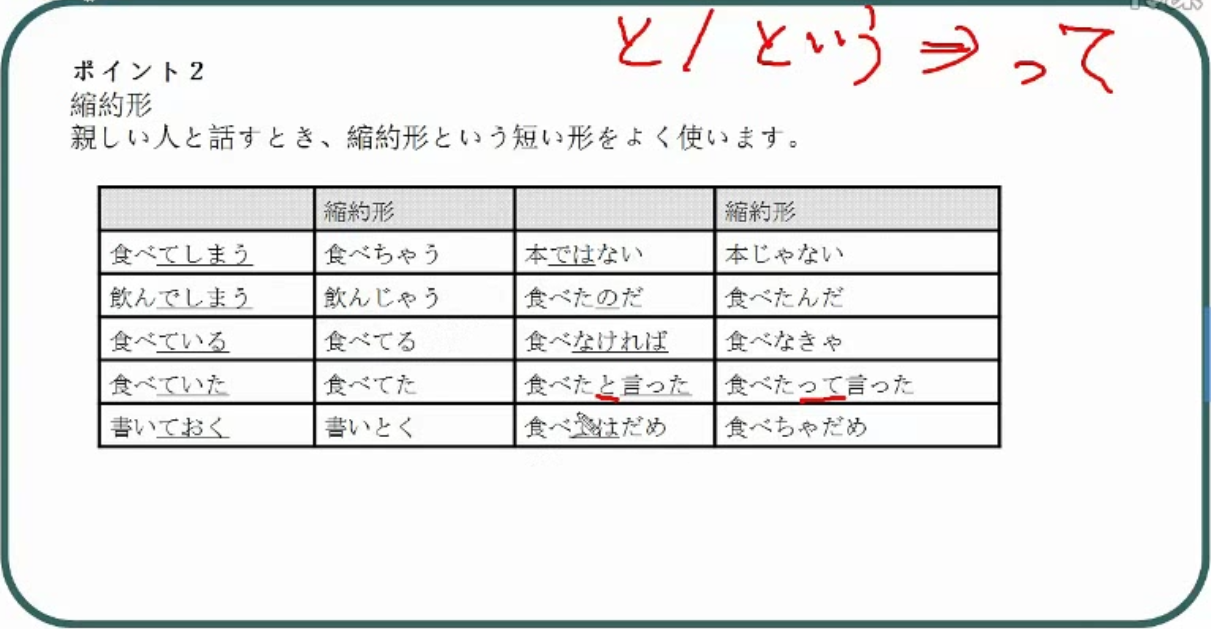 と/という⇒って
ポイント2
縮約形
親しい人と話すとき、縮約形という短い形をよく使います。
縮約形 縮約形
食べてしまう 食べちゃう 本ではない 本じゃない
飲んでしまう 飲んじゃう 食べたのだ 食べたんだ
食べている 食べてる 食べなければ 食べなきゃ
食べていた 食べてた 食べたと言った 食べたって言った
書いておく 書いとく 食べてはだめ 食べちゃだめ